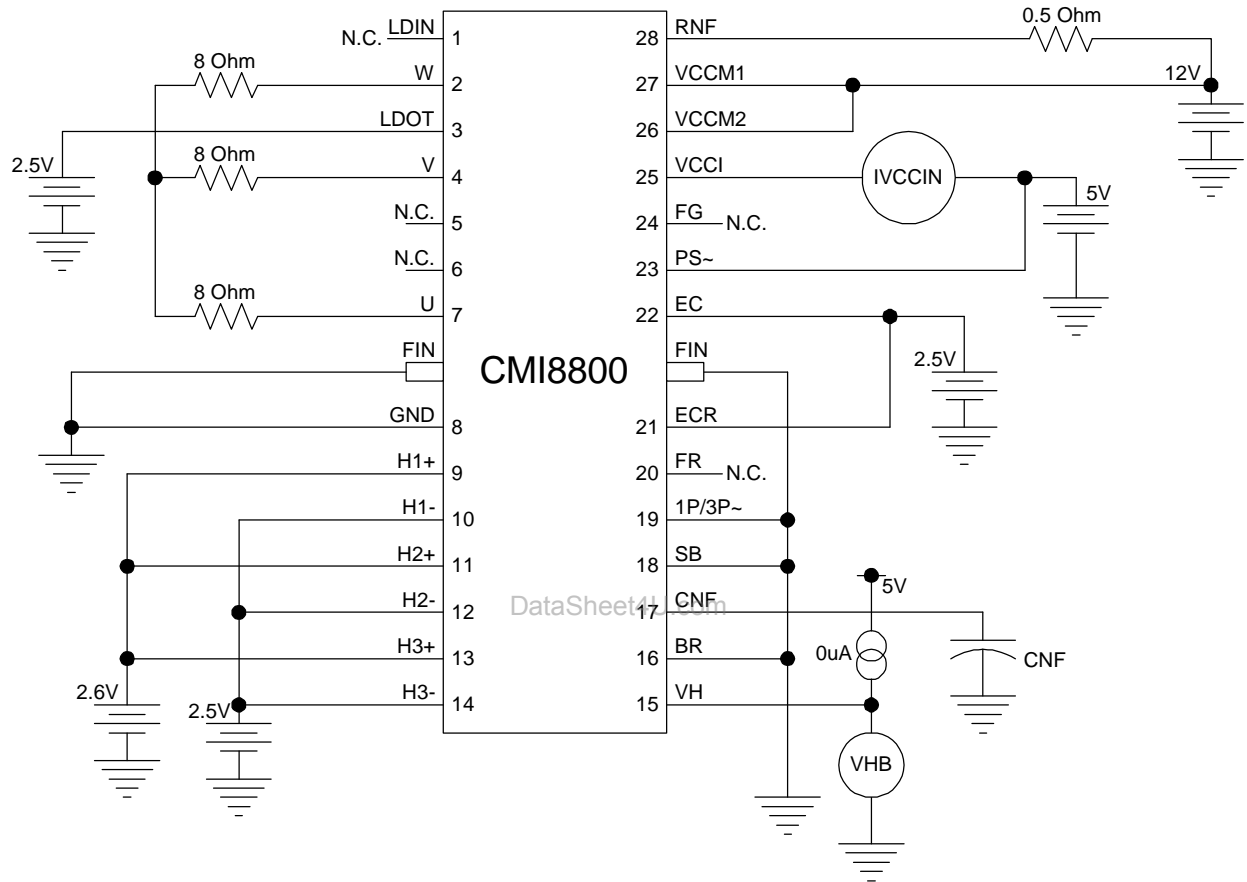 LDIN
N.C.
1
8 Ohm
W
2
LDOT
3
2.5V
8 Ohm
V
4
N.C.
5
N.C.
6
8 Ohm
U
7
FIN
GND
8
H1+
9
H1-
10
H2+
11
H2-
12
H3+
13
2.6V
H3-
14
2.5V
CMI8800
DataSheet4U.com
28
RNF
0.5 Ohm
27
VCCM1
12V
26
VCCM2
25
VCCI
IVCCIN
5V
24
FG
N.C.
23
PS~
22
EC
FIN
2.5V
21
ECR
20
FR
N.C.
19
1P/3P~
18
SB
5V
17
CNF
0uA
CNF
16
BR
15
VH
VHB